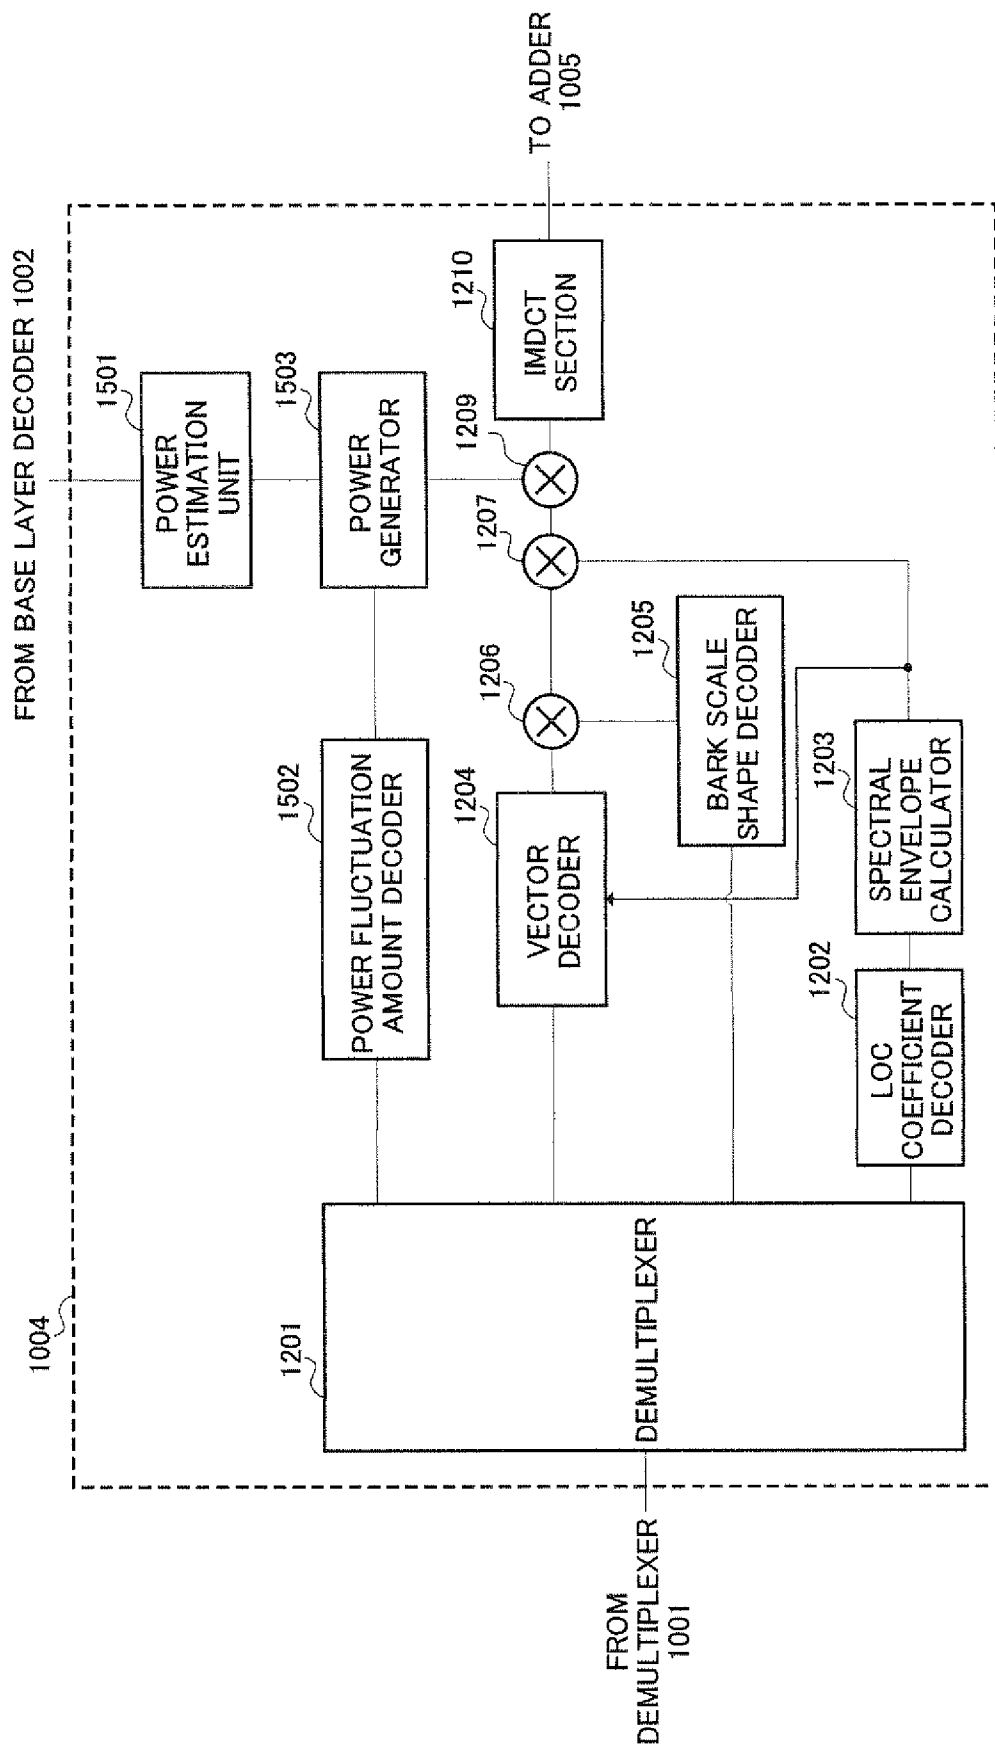 FROM BASE LAYER DECODER 1002
1004
1501
POWER
ESTIMATION
UNIT
1502
POWER FLUCTUATION
AMOUNT DECODER
1503
POWER
GENERATOR
1201
DEMULTIPLEXER
FROM
DEMULTIPLEXER
1001
1204
VECTOR
DECODER
1206
1207
1209
1210
IMDCT
SECTION
TO ADDER
1005
1205
BARK SCALE
SHAPE DECODER
1202
LOC
COEFFICIENT
DECODER
1203
SPECTRAL
ENVELOPE
CALCULATOR